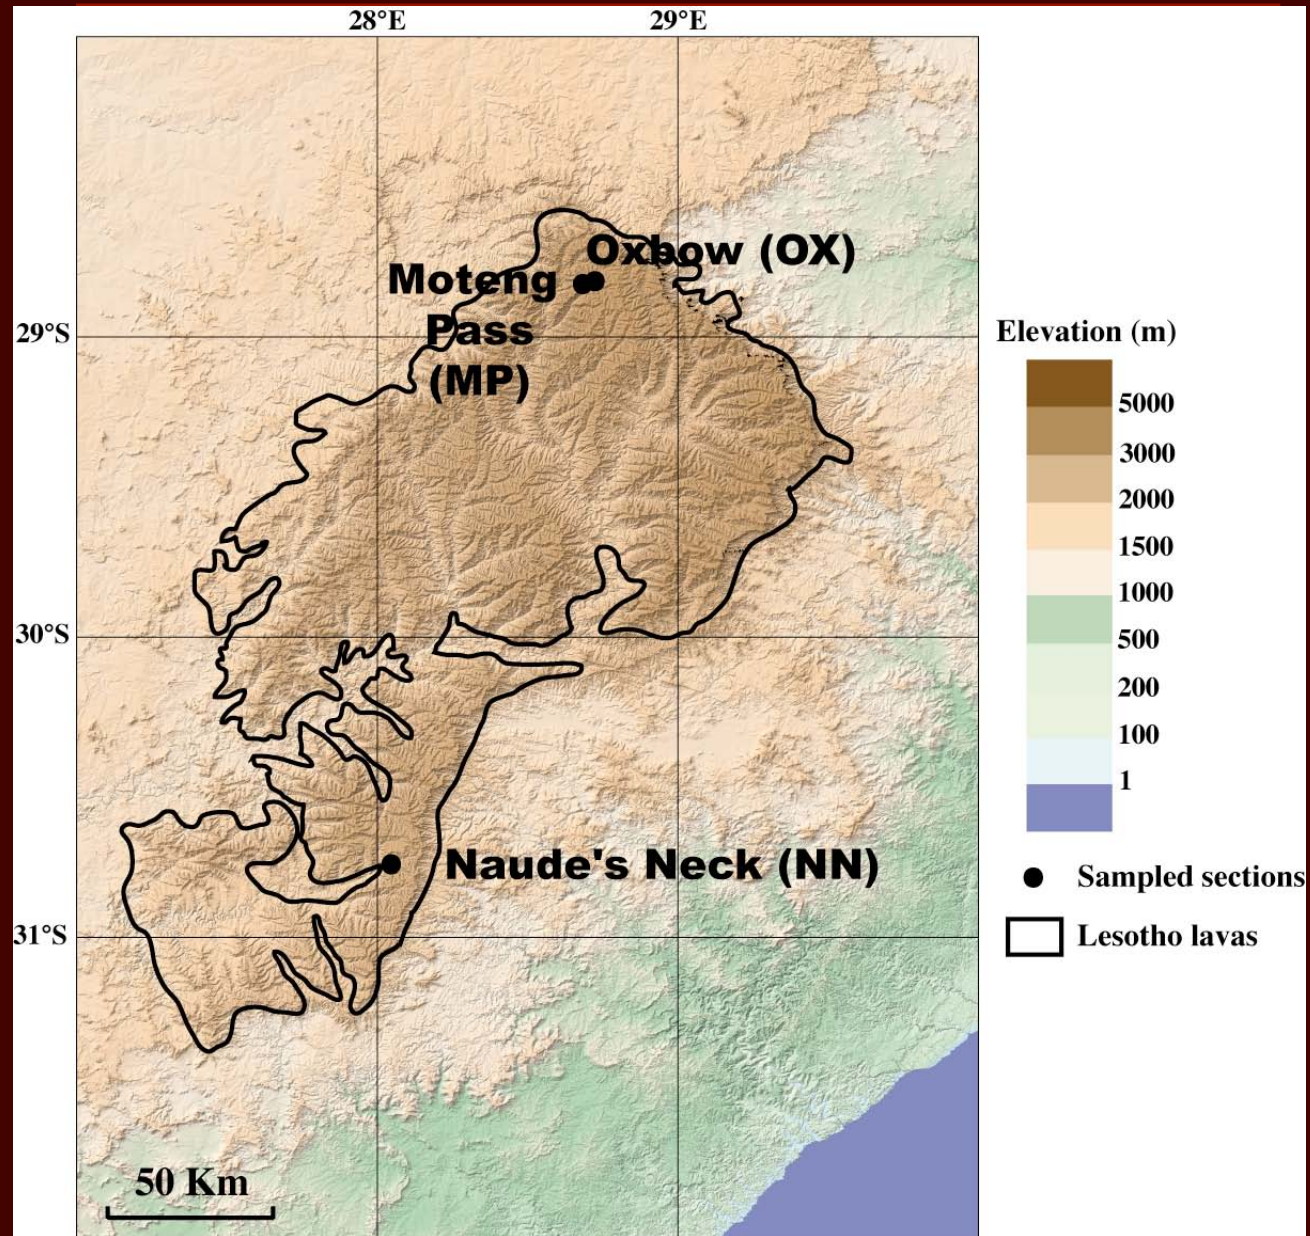 28°E
29°E
Oxbow (OX)
Moteng
Pass
(MP)
29°S
30°S
Naude's Neck (NN)
31°S
50 Km
Elevation (m)
5000
3000
2000
1500
1000
500
200
100
1
Sampled sections
Lesotho lavas